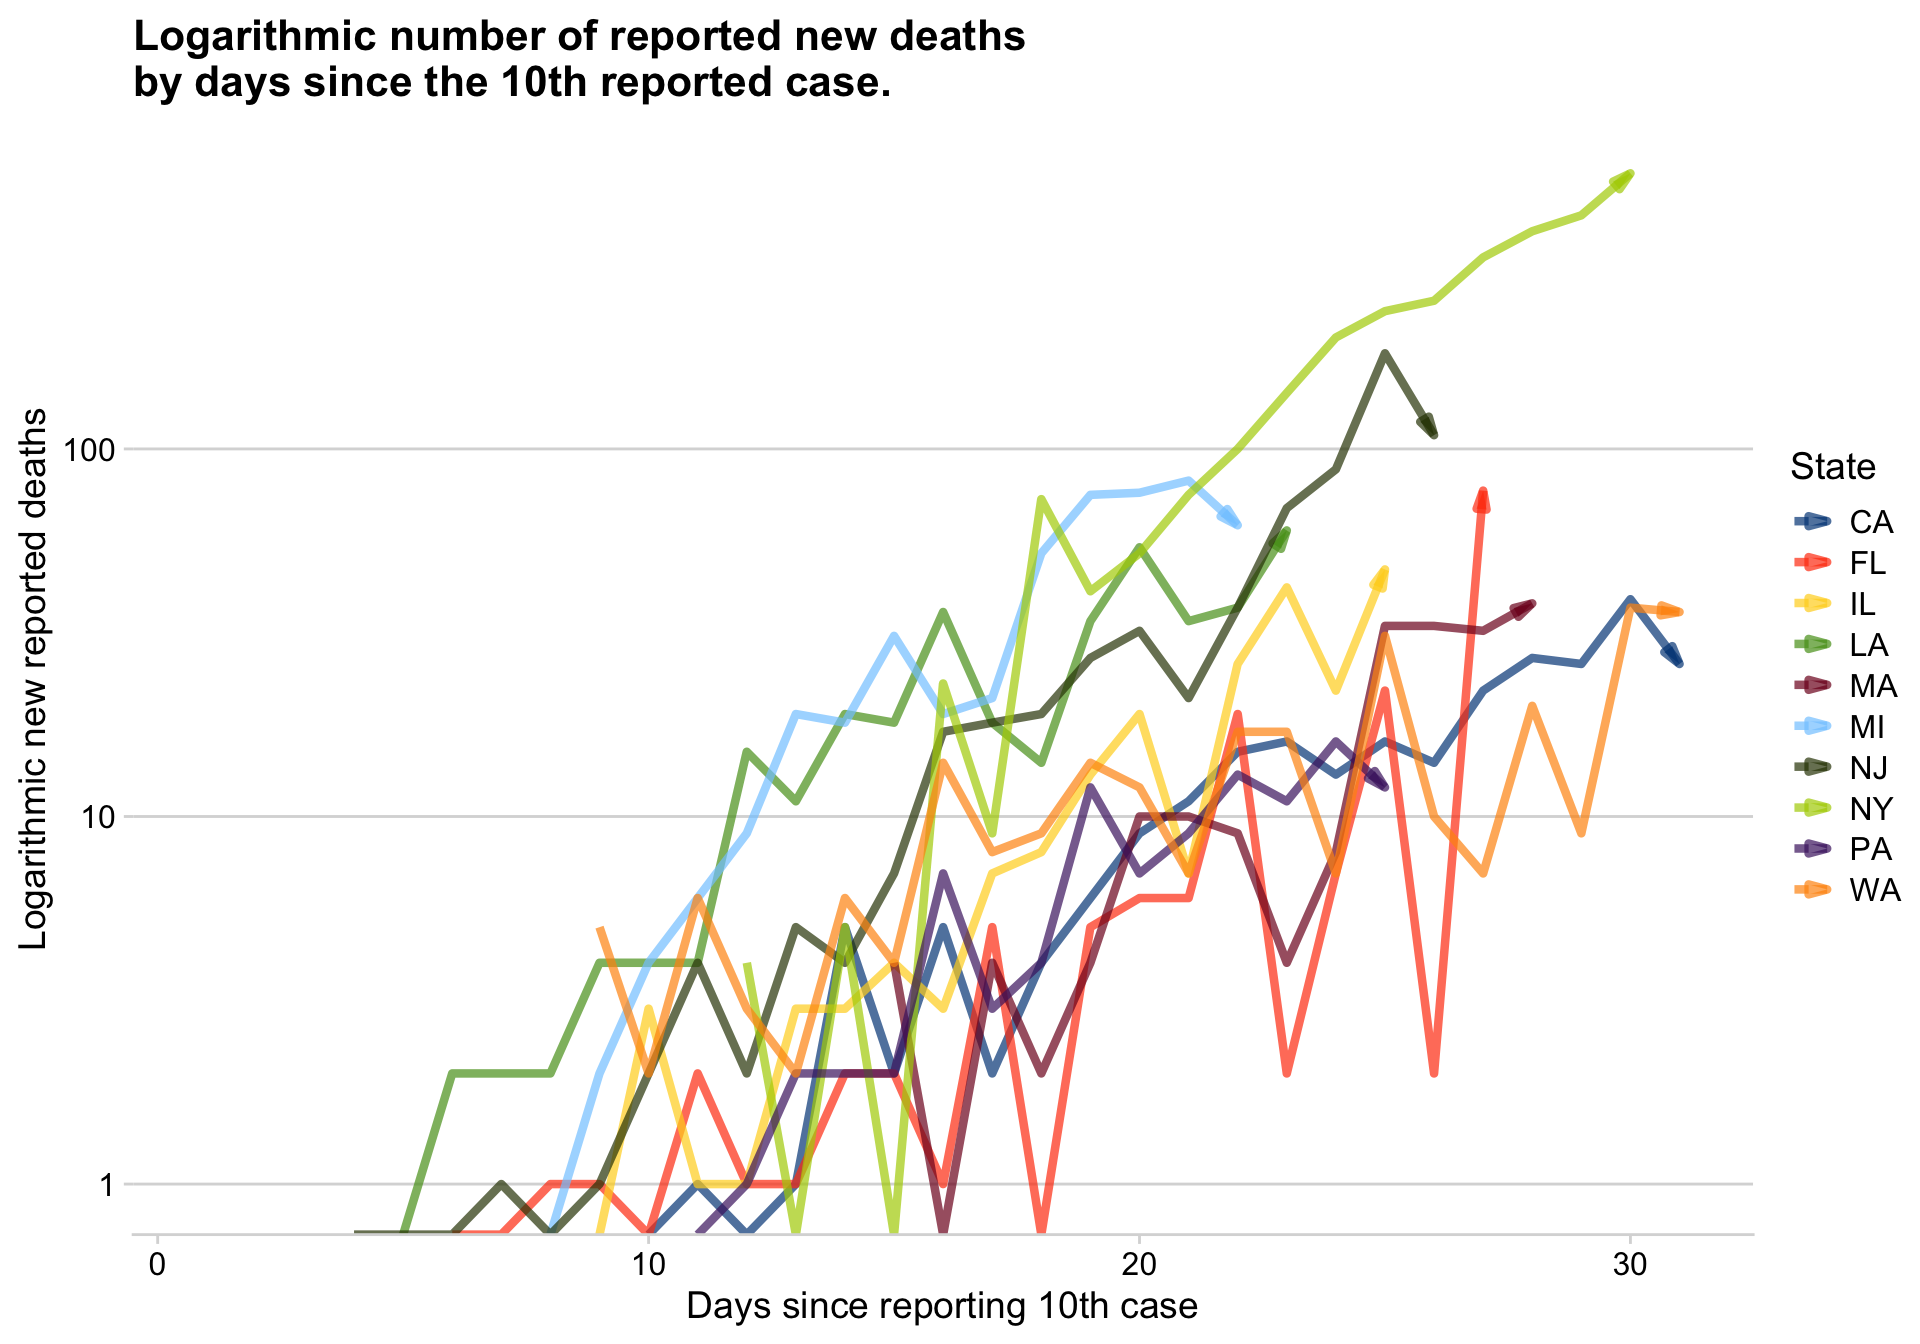 Logarithmic number of reported new deaths
by days since the 10th reported case.
Logarithmic new reported deaths
100
10
1
0
10
20
30
Days since reporting 10th case
State
CA
FL
IL
LA
MA
MI
NJ
NY
PA
WA